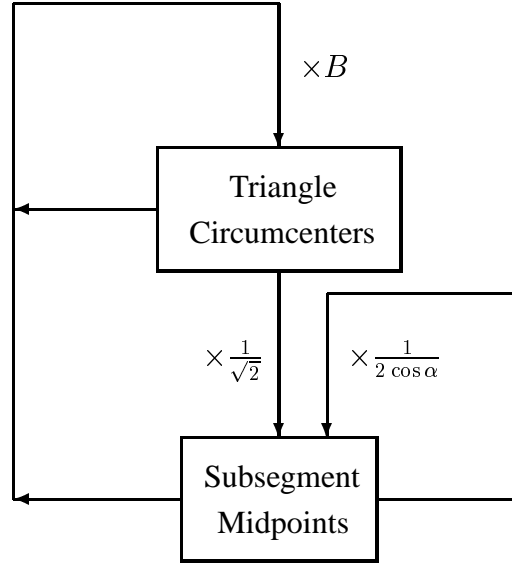 ×B
Triangle
Circumcenters
× 1/√2
× 1/(2 cos α)
Subsegment
Midpoints